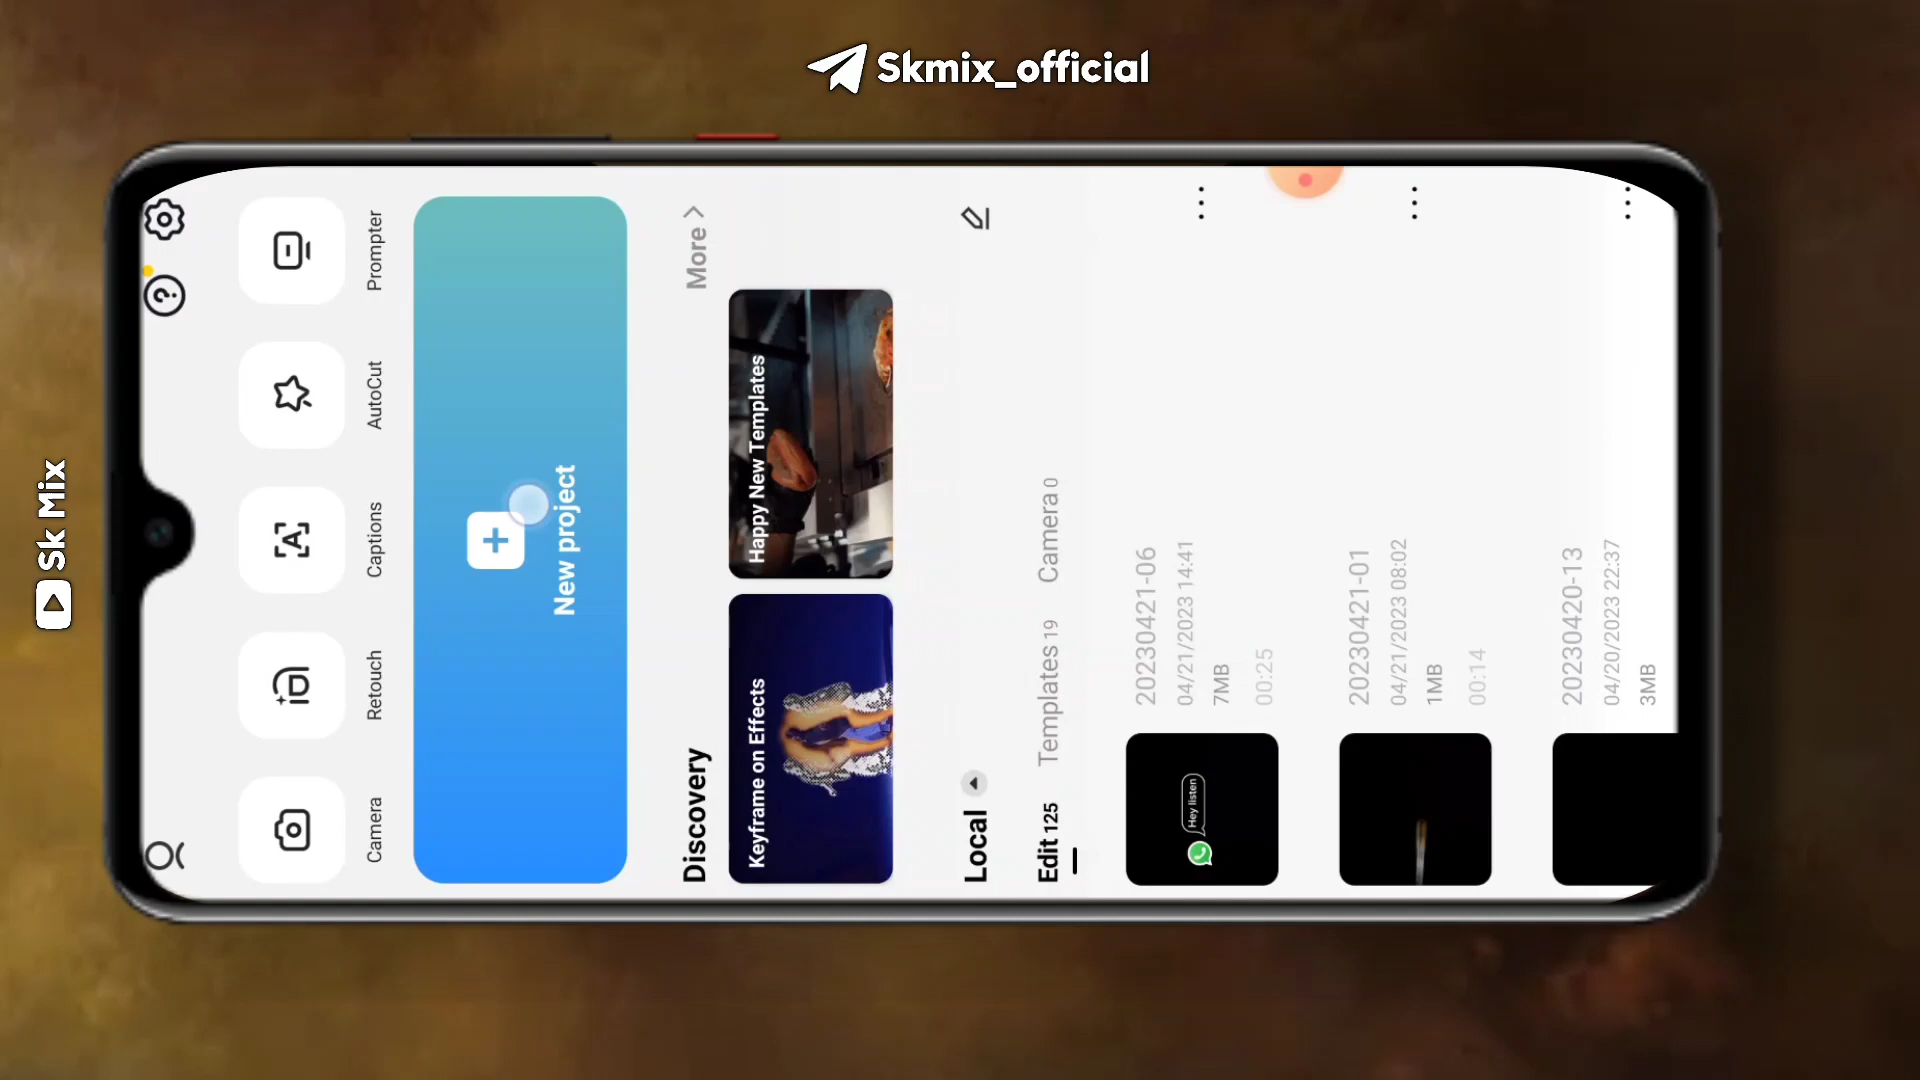 Skmix_official
Sk Mix
Camera
Retouch
Captions
AutoCut
Prompter
New project
Discovery
More
Keyframe on Effects
Happy New Templates
Local
Edit 125
Templates 19
Camera 0
Hey listen
20230421-06
04/21/2023 14:41
7MB
00:25
20230421-01
04/21/2023 08:02
1MB
00:14
20230420-13
04/20/2023 22:37
3MB